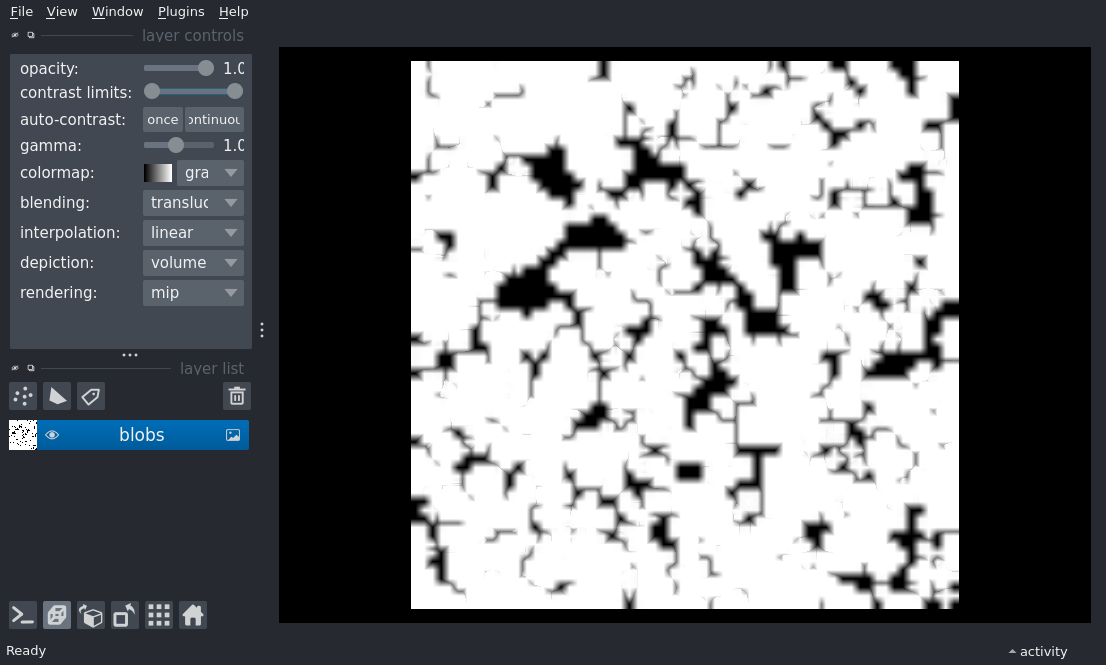 File View Window Plugins Help
layer controls
opacity: 1.0
contrast limits:
auto-contrast: once ontinuou
gamma: 1.0
colormap: gra
blending: transluc
interpolation: linear
depiction: volume
rendering: mip
layer list
blobs
Ready
activity